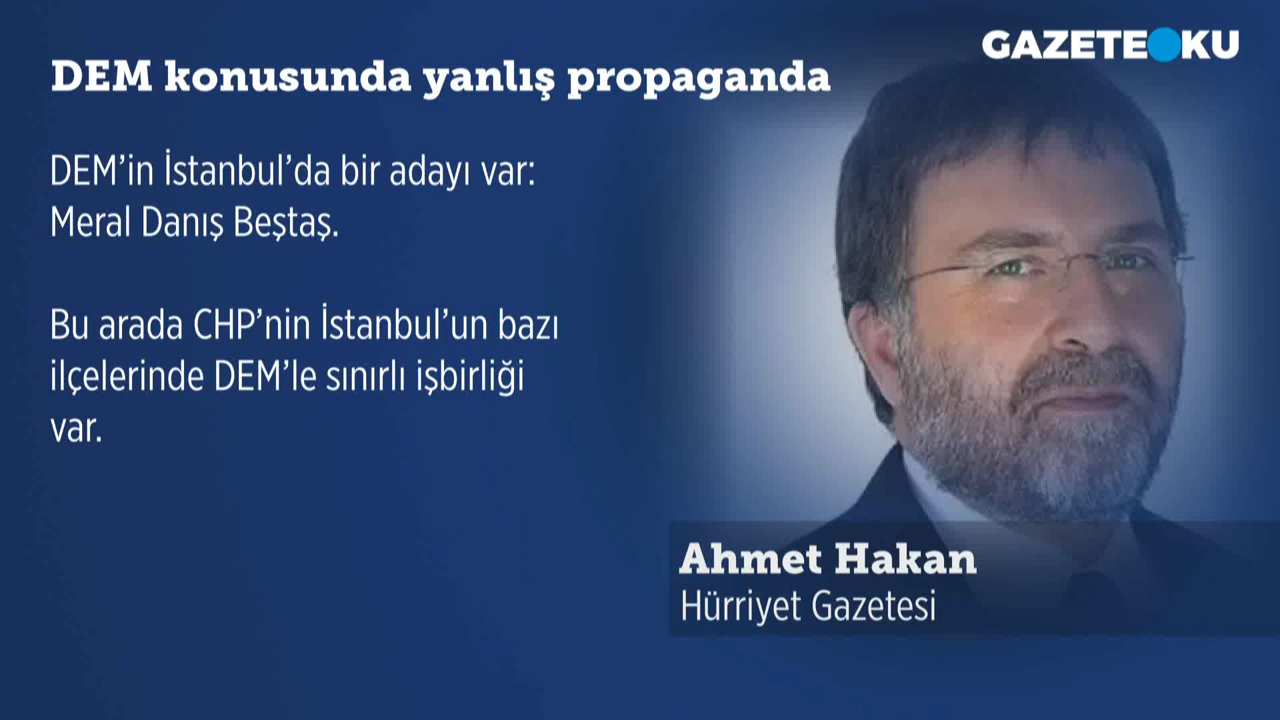 GAZETE OKU
DEM konusunda yanlış propaganda
DEM’in İstanbul’da bir adayı var:
Meral Danış Beştaş.
Bu arada CHP’nin İstanbul’un bazı
ilçelerinde DEM’le sınırlı işbirliği
var.
Ahmet Hakan
Hürriyet Gazetesi